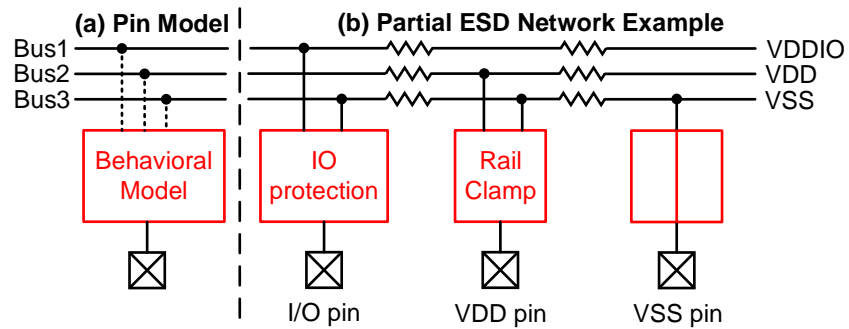 (a) Pin Model
(b) Partial ESD Network Example
Bus1
Bus2
Bus3
VDDIO
VDD
VSS
Behavioral
Model
IO
protection
Rail
Clamp
I/O pin
VDD pin
VSS pin